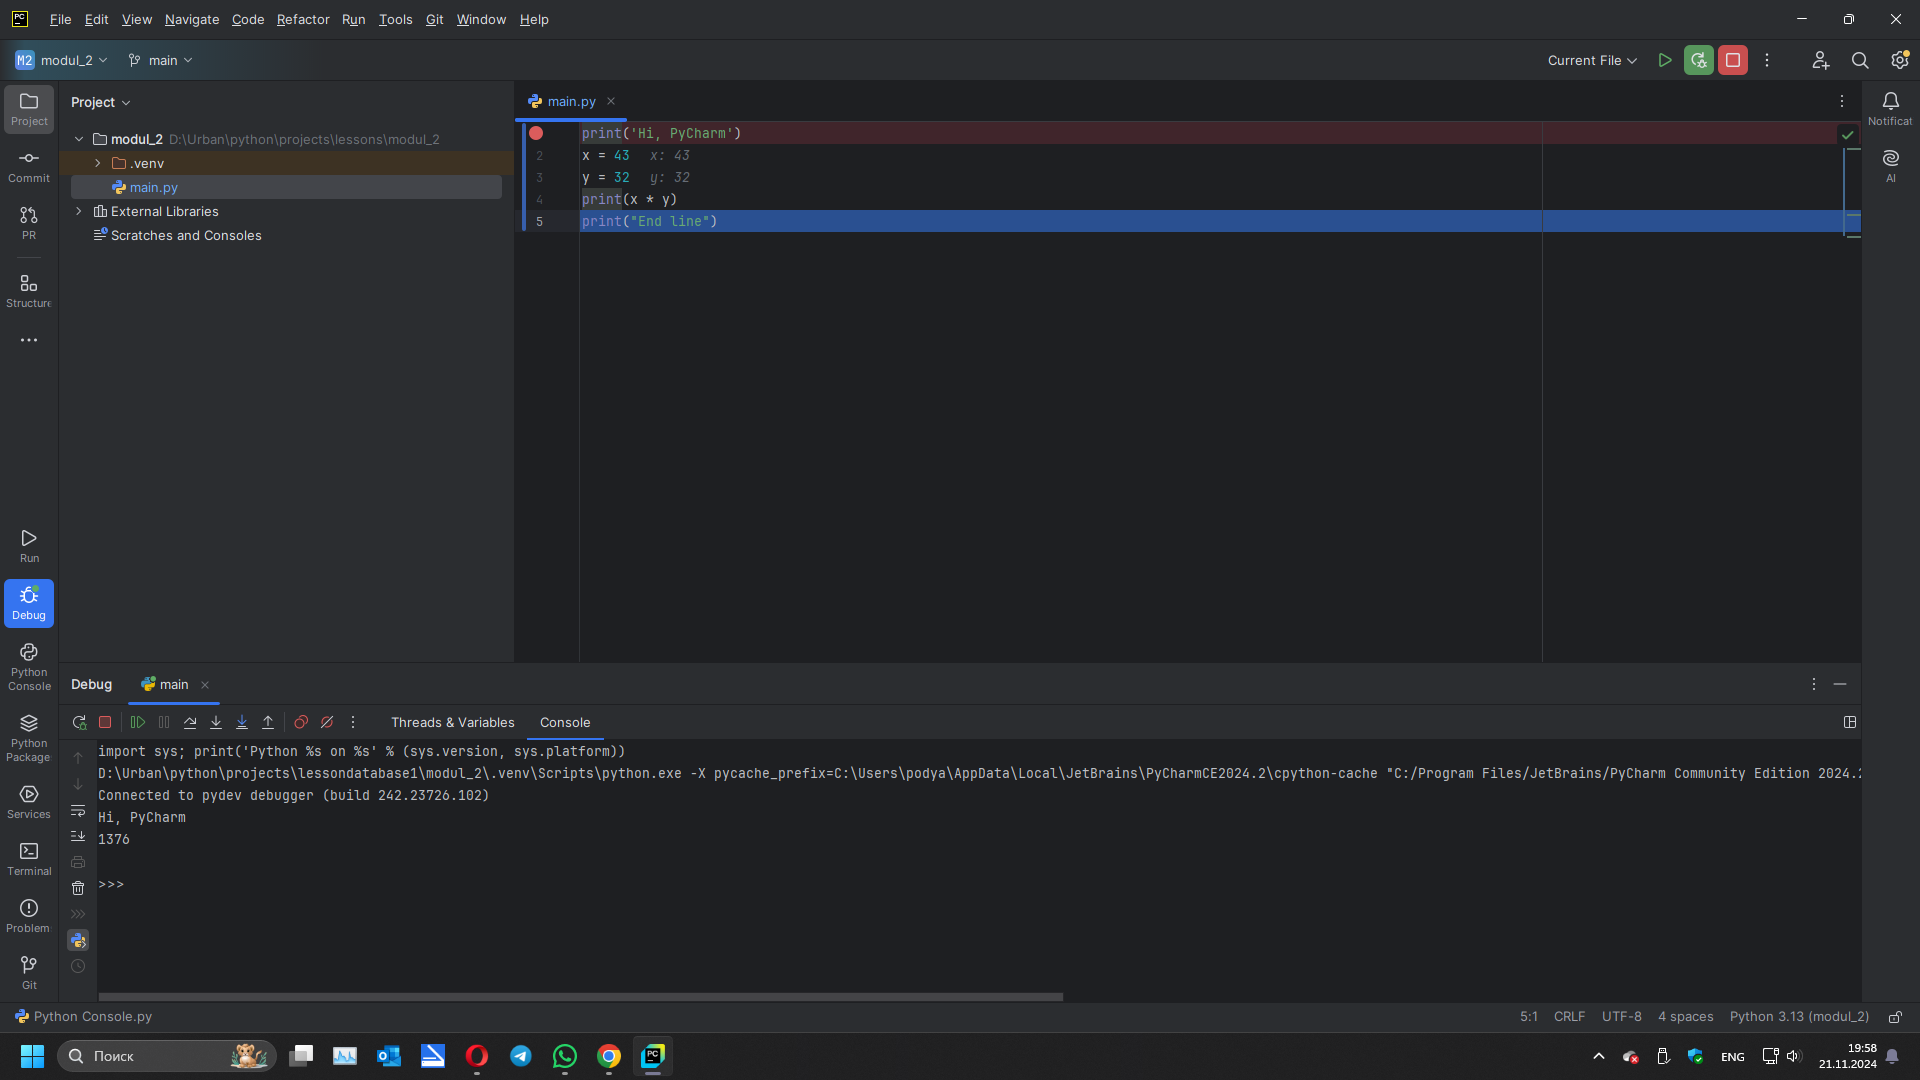 PC File Edit View Navigate Code Refactor Run Tools Git Window Help
M2 modul_2 main Current File
Project
Commit
PR
Structure
Project
modul_2 D:\Urban\python\projects\lessons\modul_2
.venv
main.py
External Libraries
Scratches and Consoles
main.py
print('Hi, PyCharm')
2 x = 43 x: 43
3 y = 32 y: 32
4 print(x * y)
5 print("End line")
Notificat
AI
Run
Debug
Python
Console
Python
Package
Services
Terminal
Problem
Git
Debug main
Threads & Variables Console
import sys; print('Python %s on %s' % (sys.version, sys.platform))
D:\Urban\python\projects\lessondatabase1\modul_2\.venv\Scripts\python.exe -X pycache_prefix=C:\Users\podya\AppData\Local\JetBrains\PyCharmCE2024.2\cpython-cache "C:/Program Files/JetBrains/PyCharm Community Edition 2024.2
Connected to pydev debugger (build 242.23726.102)
Hi, PyCharm
1376
>>>
Python Console.py 5:1 CRLF UTF-8 4 spaces Python 3.13 (modul_2)
Поиск PC ENG 19:58
21.11.2024